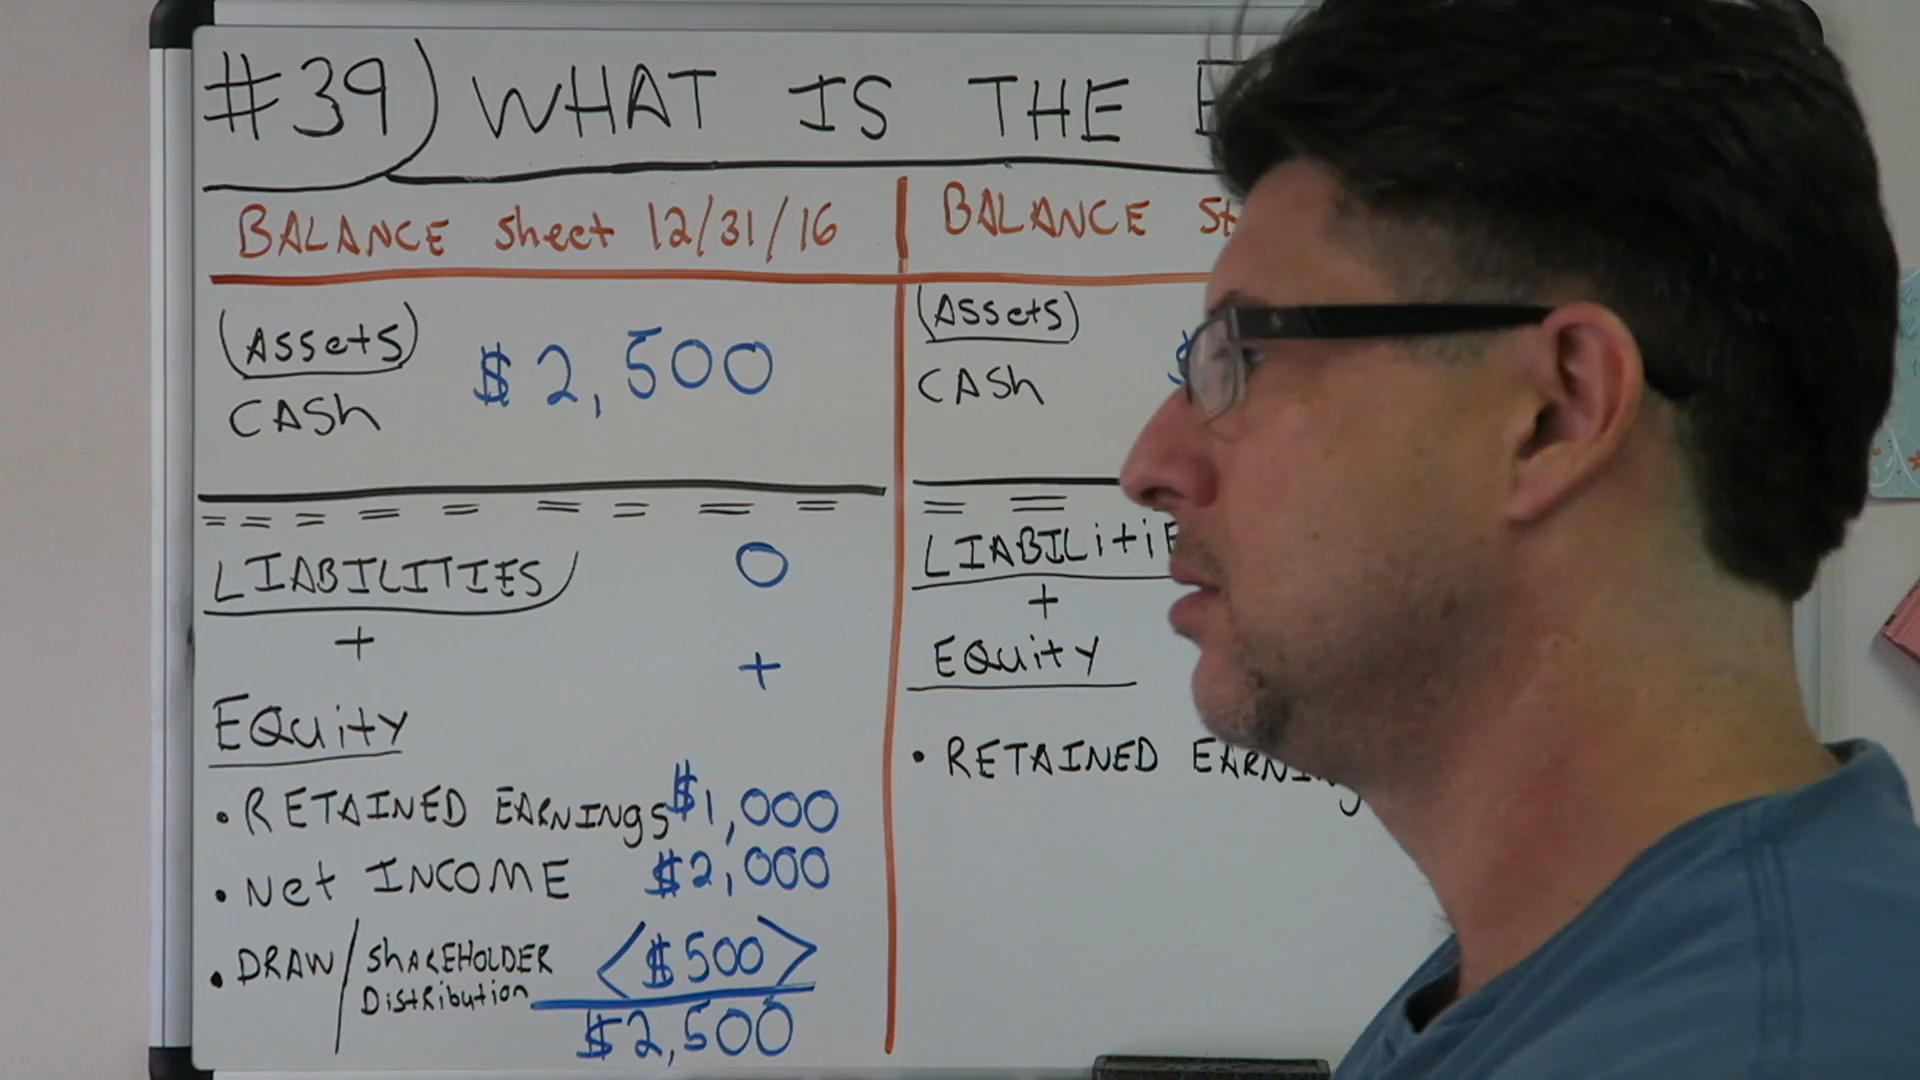 #39) WHAT IS THE
BALANCE Sheet 12/31/16
(Assets)
CASh $2,500
= = = = = = = = =
LIABILITIES 0
+ +
EQuity
• RETAINED EARNINgS $1,000
• Net INCOME $2,000
• DRAW / ShAREHOLDER DistRibution <$500>
$2,500
BALANCE
(Assets)
CASh
= =
+
EQuity
• RETAINED